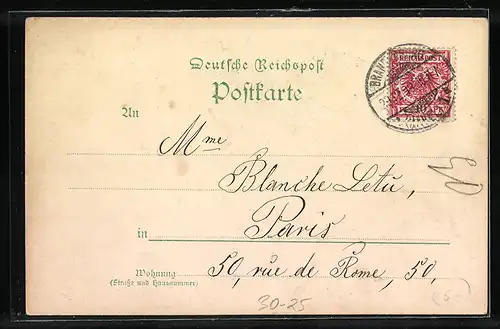 Deutsche Reichspost
Postkarte
REICHSPOST
An
Mme
Blanche Letu,
in Paris
Wohnung 50, rue de Rome, 50,
(Straße und Hausnummer)
30-25